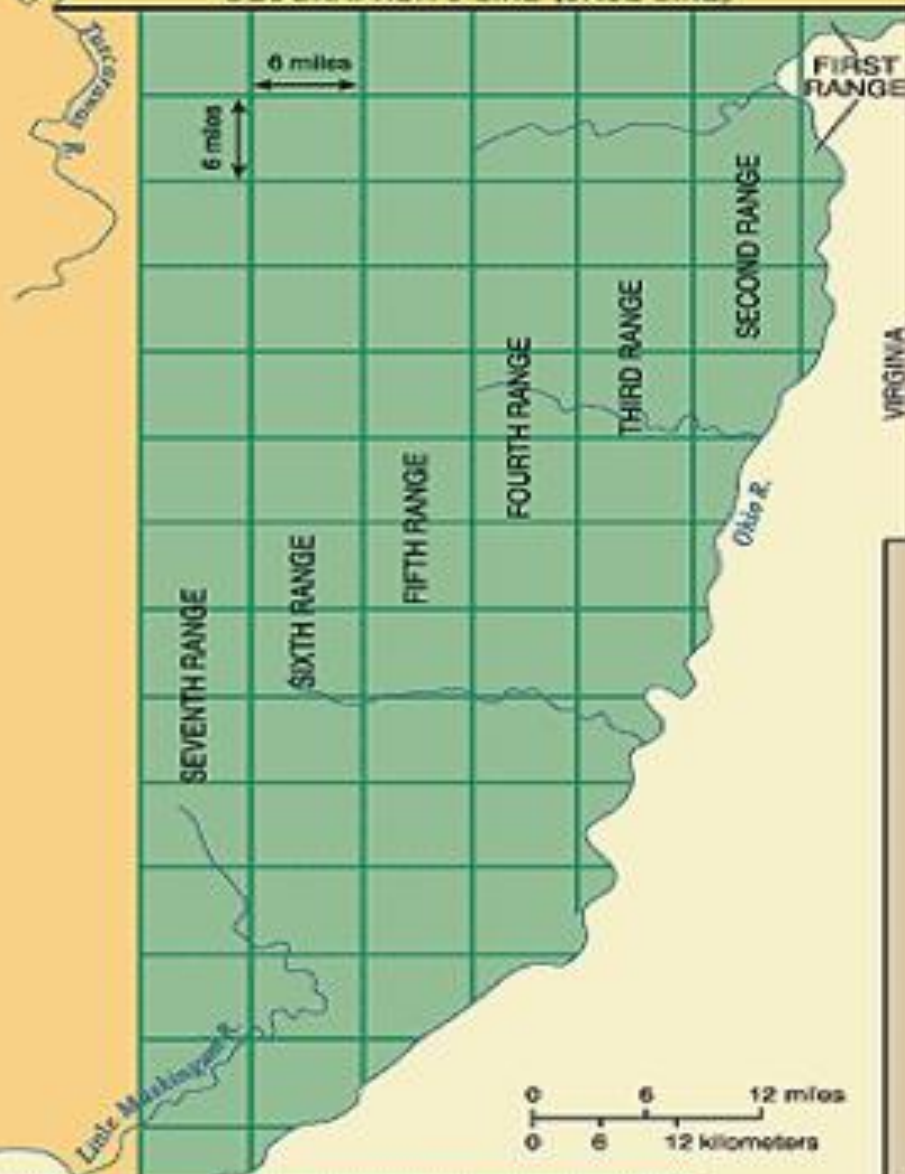 6 miles
6 miles
FIRST
RANGE
SECOND RANGE
THIRD RANGE
FOURTH RANGE
FIFTH RANGE
SIXTH RANGE
SEVENTH RANGE
VIRGINIA
Ohio R.
Little Muskingum R.
0 6 12 miles
0 6 12 kilometers